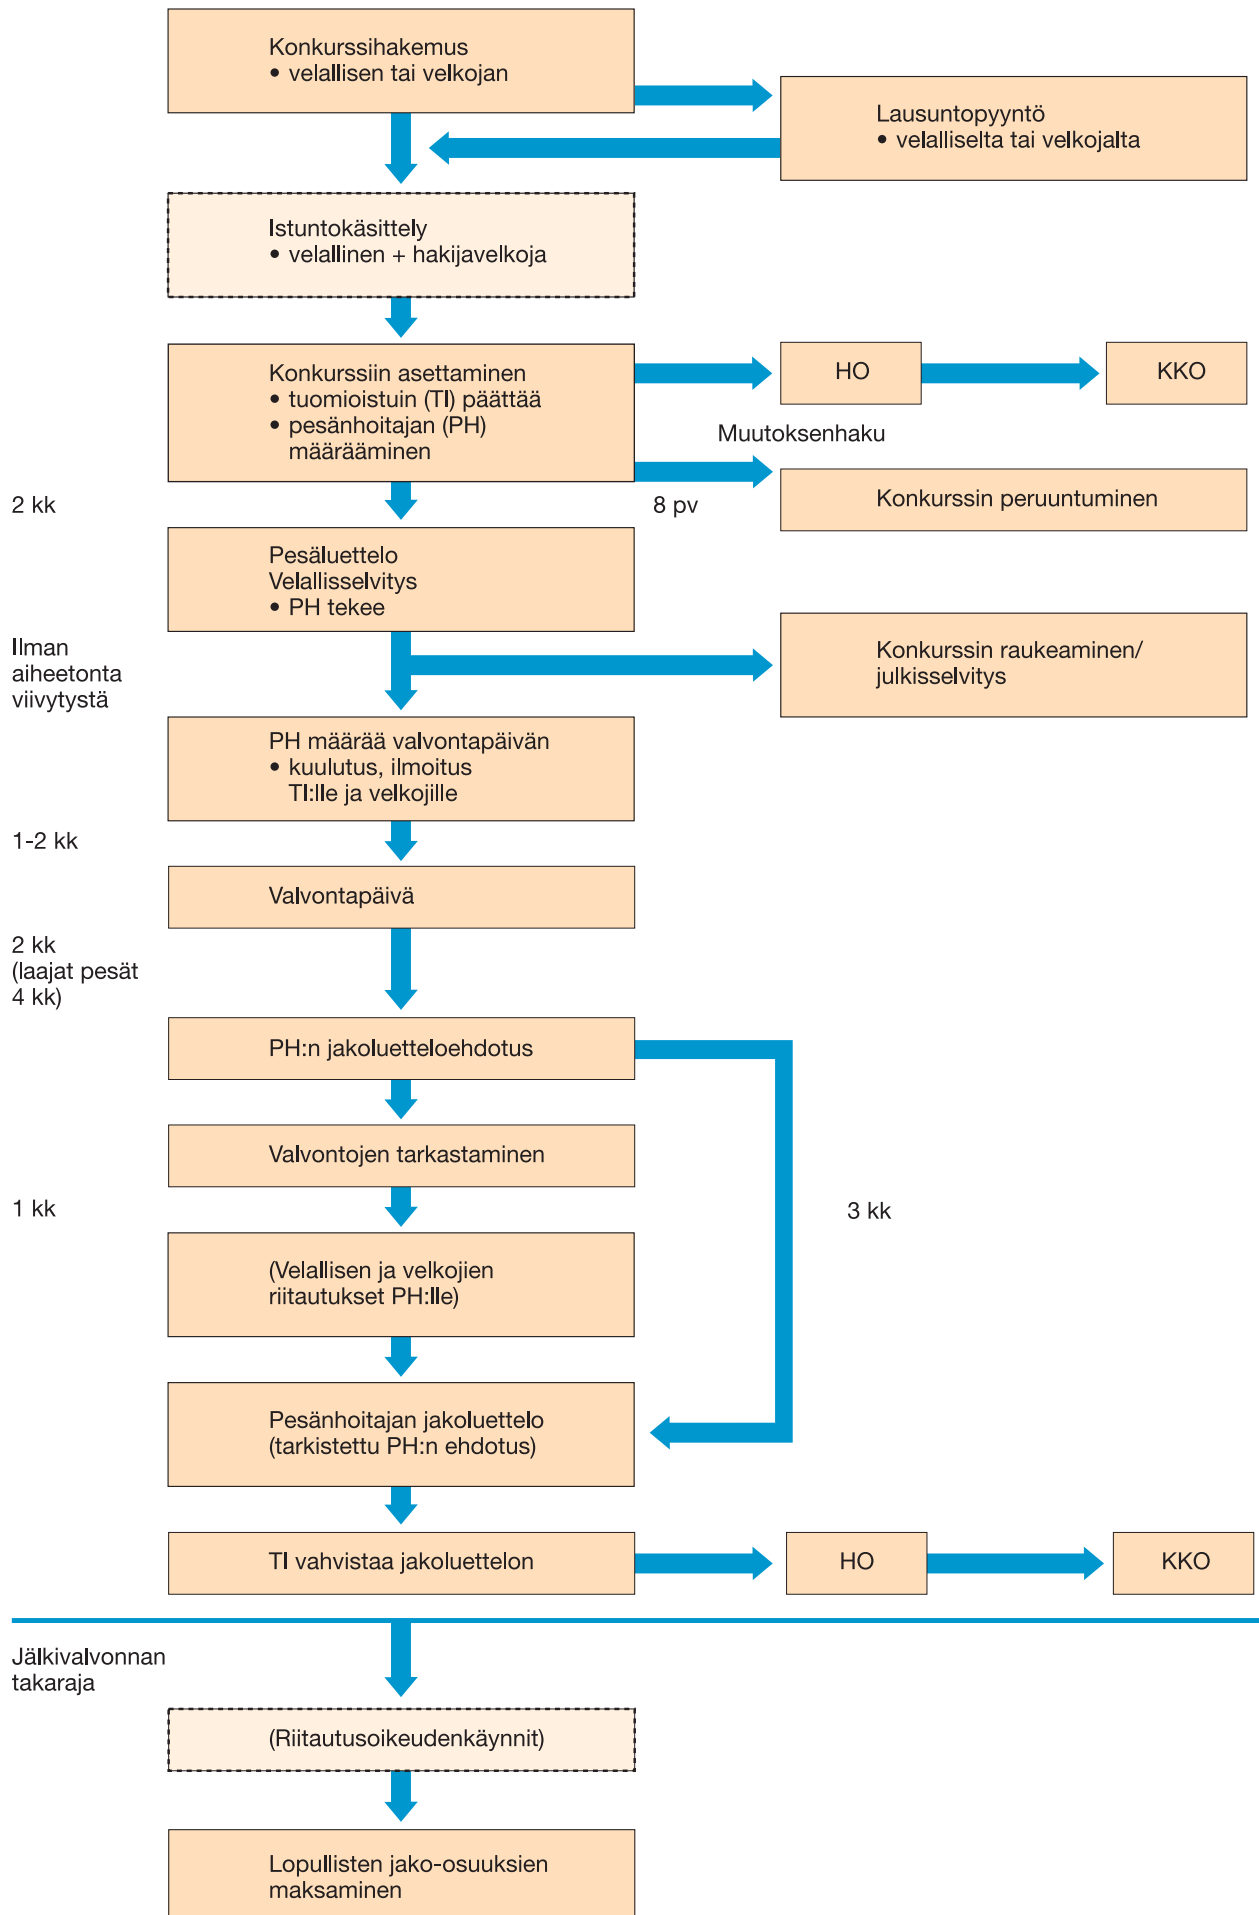 Konkurssihakemus
• velallisen tai velkojan
Lausuntopyyntö
• velalliselta tai velkojalta
Istuntokäsittely
• velallinen + hakijavelkoja
Konkurssiin asettaminen
• tuomioistuin (TI) päättää
• pesänhoitajan (PH)
määrääminen
HO
KKO
Muutoksenhaku
2 kk
8 pv
Konkurssin peruuntuminen
Pesäluettelo
Velallisselvitys
• PH tekee
Ilman
aiheetonta
viivytystä
Konkurssin raukeaminen/
julkisselvitys
PH määrää valvontapäivän
• kuulutus, ilmoitus
TI:lle ja velkojille
1-2 kk
Valvontapäivä
2 kk
(laajat pesät
4 kk)
PH:n jakoluetteloehdotus
Valvontojen tarkastaminen
1 kk
3 kk
(Velallisen ja velkojien
riitautukset PH:lle)
Pesänhoitajan jakoluettelo
(tarkistettu PH:n ehdotus)
TI vahvistaa jakoluettelon
HO
KKO
Jälkivalvonnan
takaraja
(Riitautusoikeudenkäynnit)
Lopullisten jako-osuuksien
maksaminen